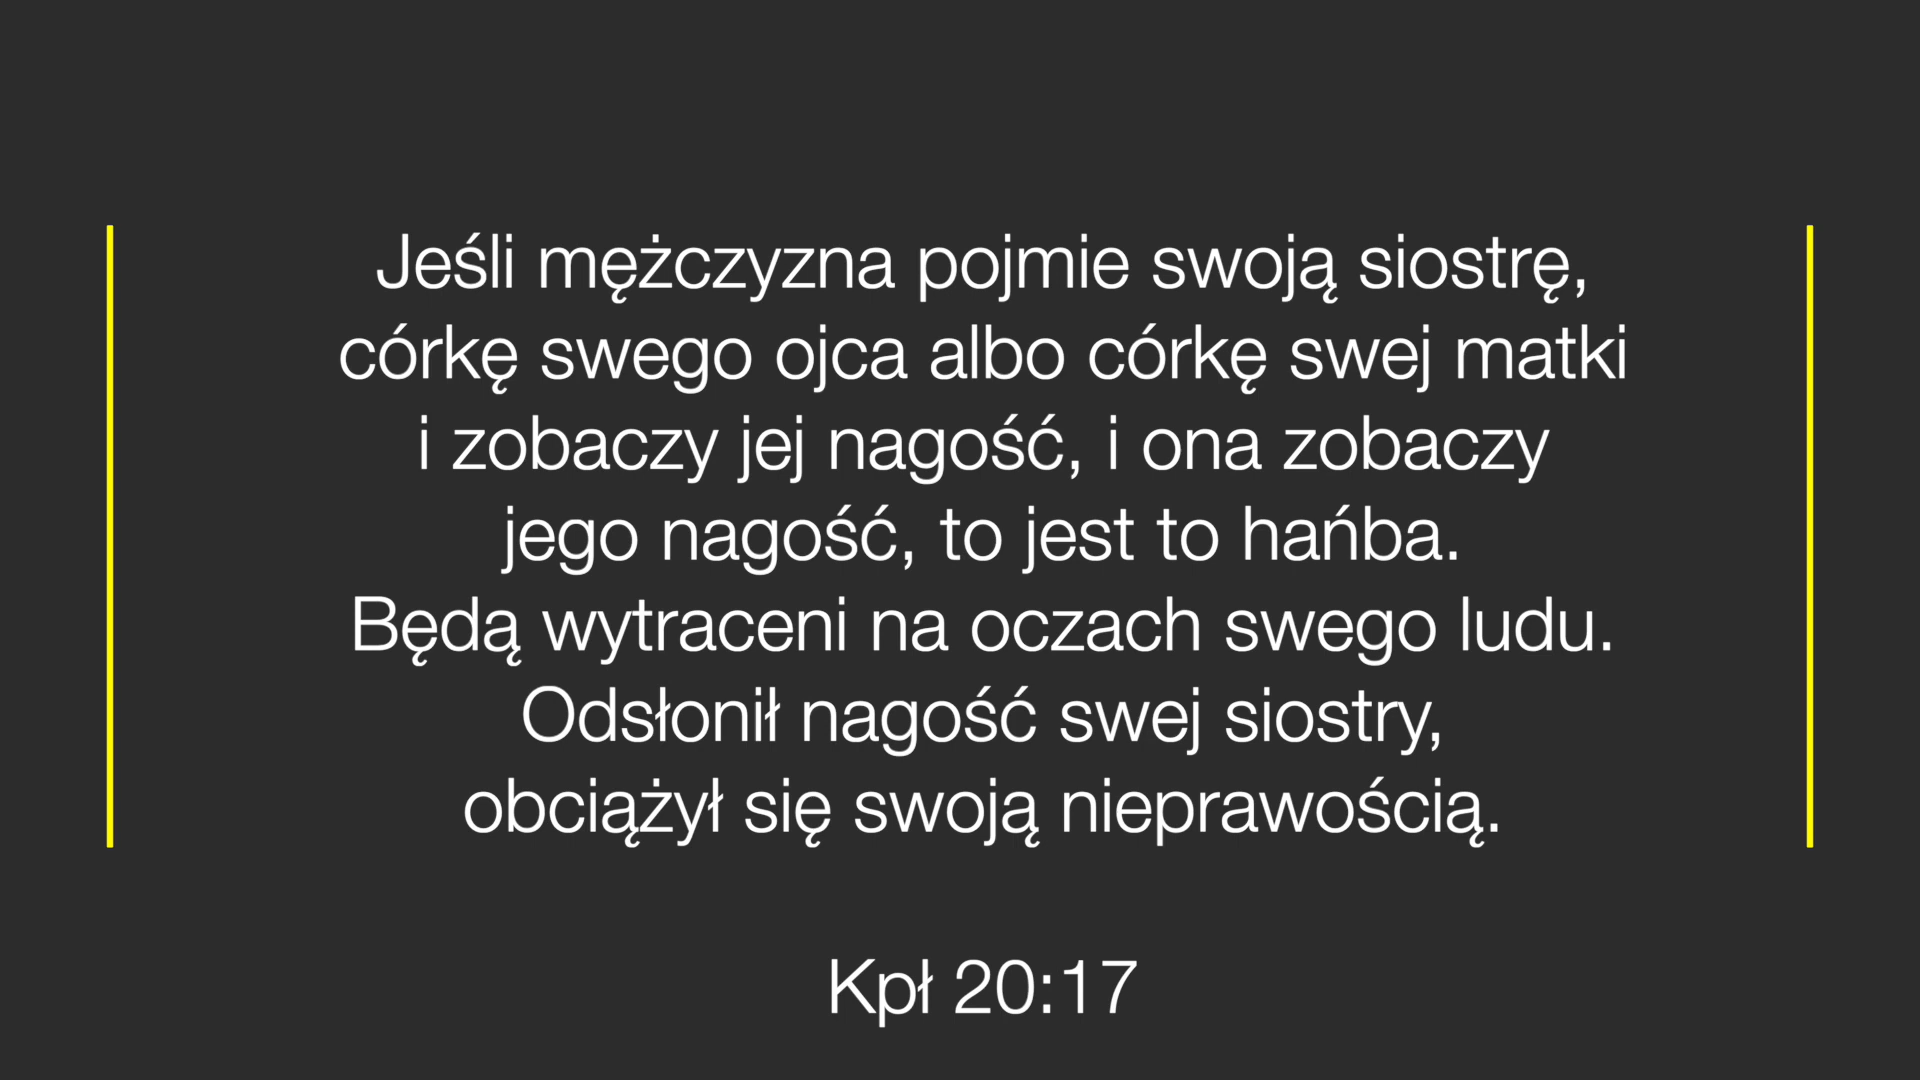 Jeśli mężczyzna pojmie swoją siostrę,
córkę swego ojca albo córkę swej matki
i zobaczy jej nagość, i ona zobaczy
jego nagość, to jest to hańba.
Będą wytraceni na oczach swego ludu.
Odsłonił nagość swej siostry,
obciążył się swoją nieprawością.
Kpł 20:17